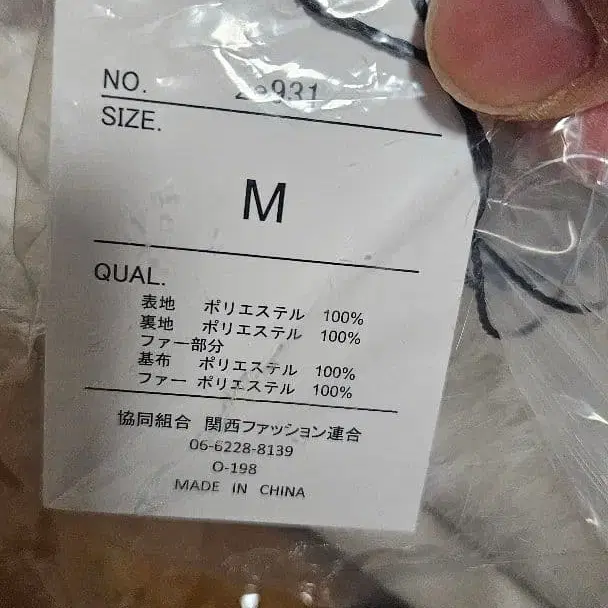 NO.
SIZE.
M
QUAL.
表地 ポリエステル 100%
裏地 ポリエステル 100%
ファー部分
基布 ポリエステル 100%
ファー ポリエステル 100%
協同組合 関西ファッション連合
06-6228-8139
O-198
MADE IN CHINA